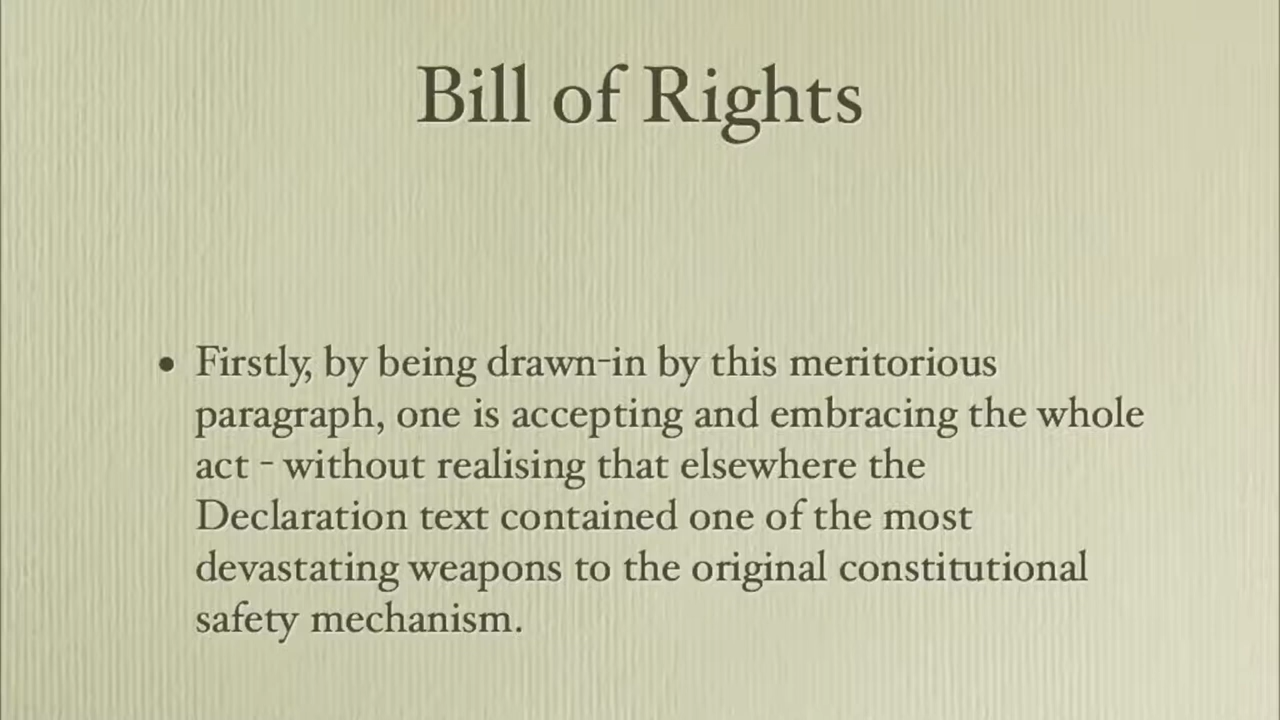 Bill of Rights
• Firstly, by being drawn-in by this meritorious
paragraph, one is accepting and embracing the whole
act - without realising that elsewhere the
Declaration text contained one of the most
devastating weapons to the original constitutional
safety mechanism.